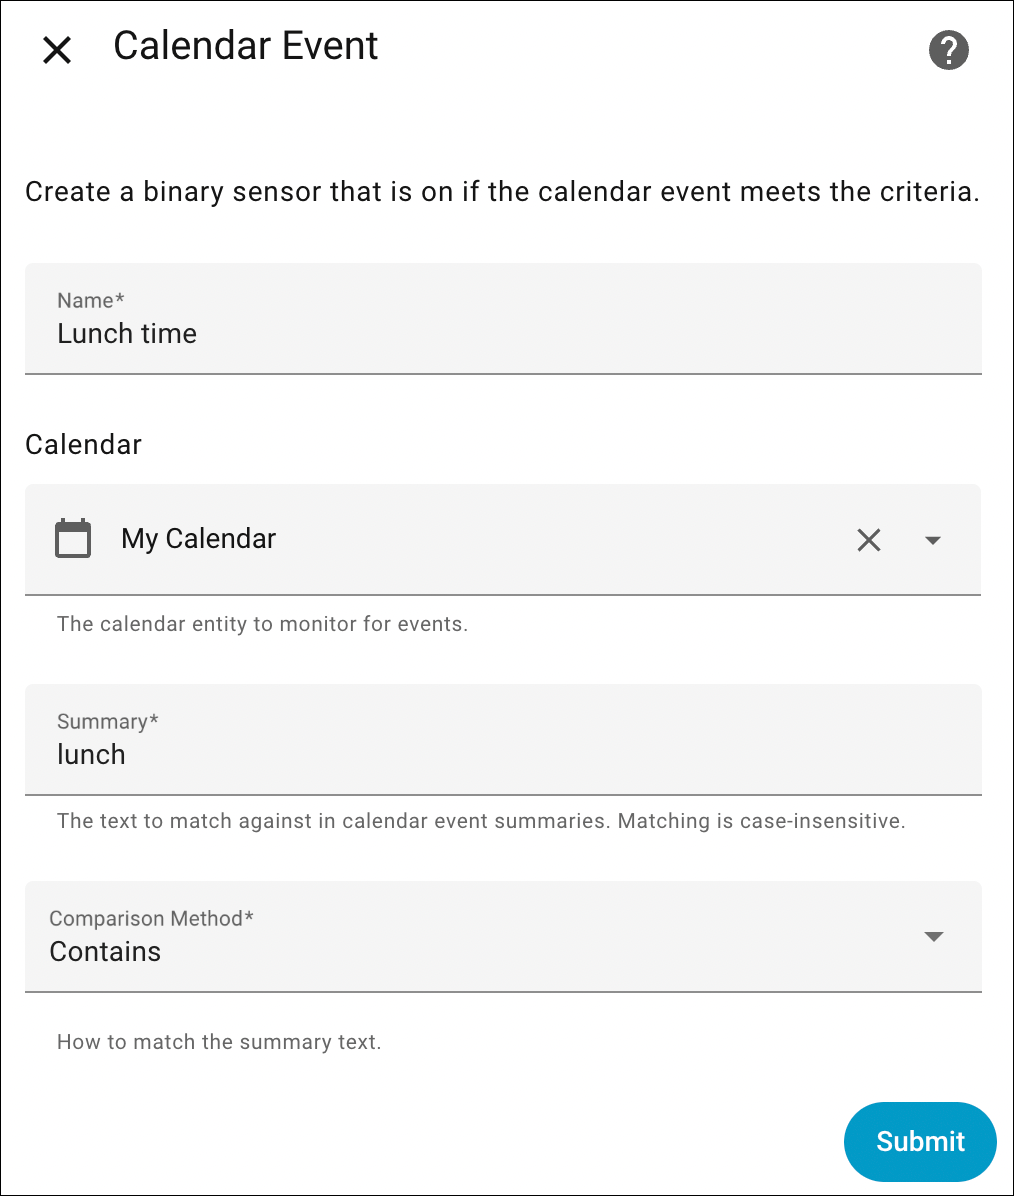 Calendar Event
Create a binary sensor that is on if the calendar event meets the criteria.
Name*
Lunch time
Calendar
My Calendar
The calendar entity to monitor for events.
Summary*
lunch
The text to match against in calendar event summaries. Matching is case-insensitive.
Comparison Method*
Contains
How to match the summary text.
Submit